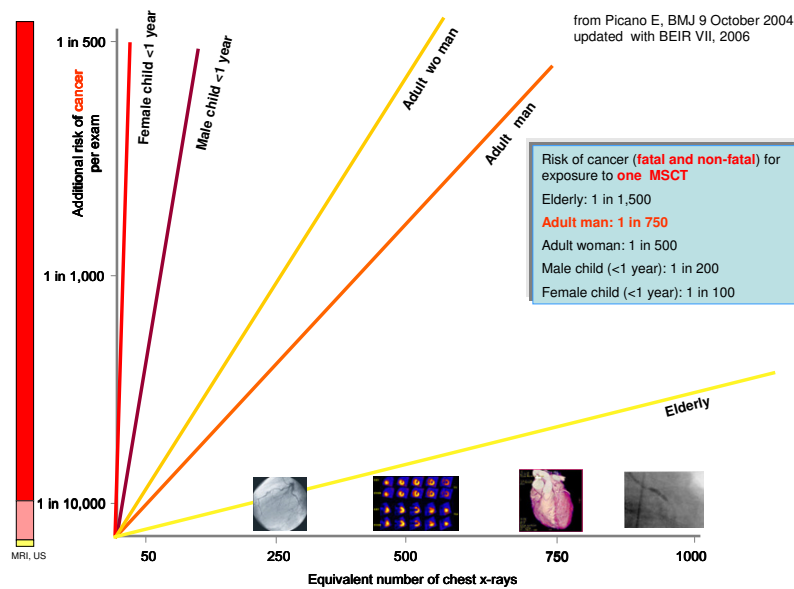 from Picano E, BMJ 9 October 2004
updated with BEIR VII, 2006
1 in 500
1 in 1,000
1 in 10,000
Additional risk of cancer
per exam
Female child <1 year
Male child <1 year
Adult wo man
Adult man
Elderly
Risk of cancer (fatal and non-fatal) for
exposure to one MSCT
Elderly: 1 in 1,500
Adult man: 1 in 750
Adult woman: 1 in 500
Male child (<1 year): 1 in 200
Female child (<1 year): 1 in 100
MRI, US
50
250
500
750
1000
Equivalent number of chest x-rays